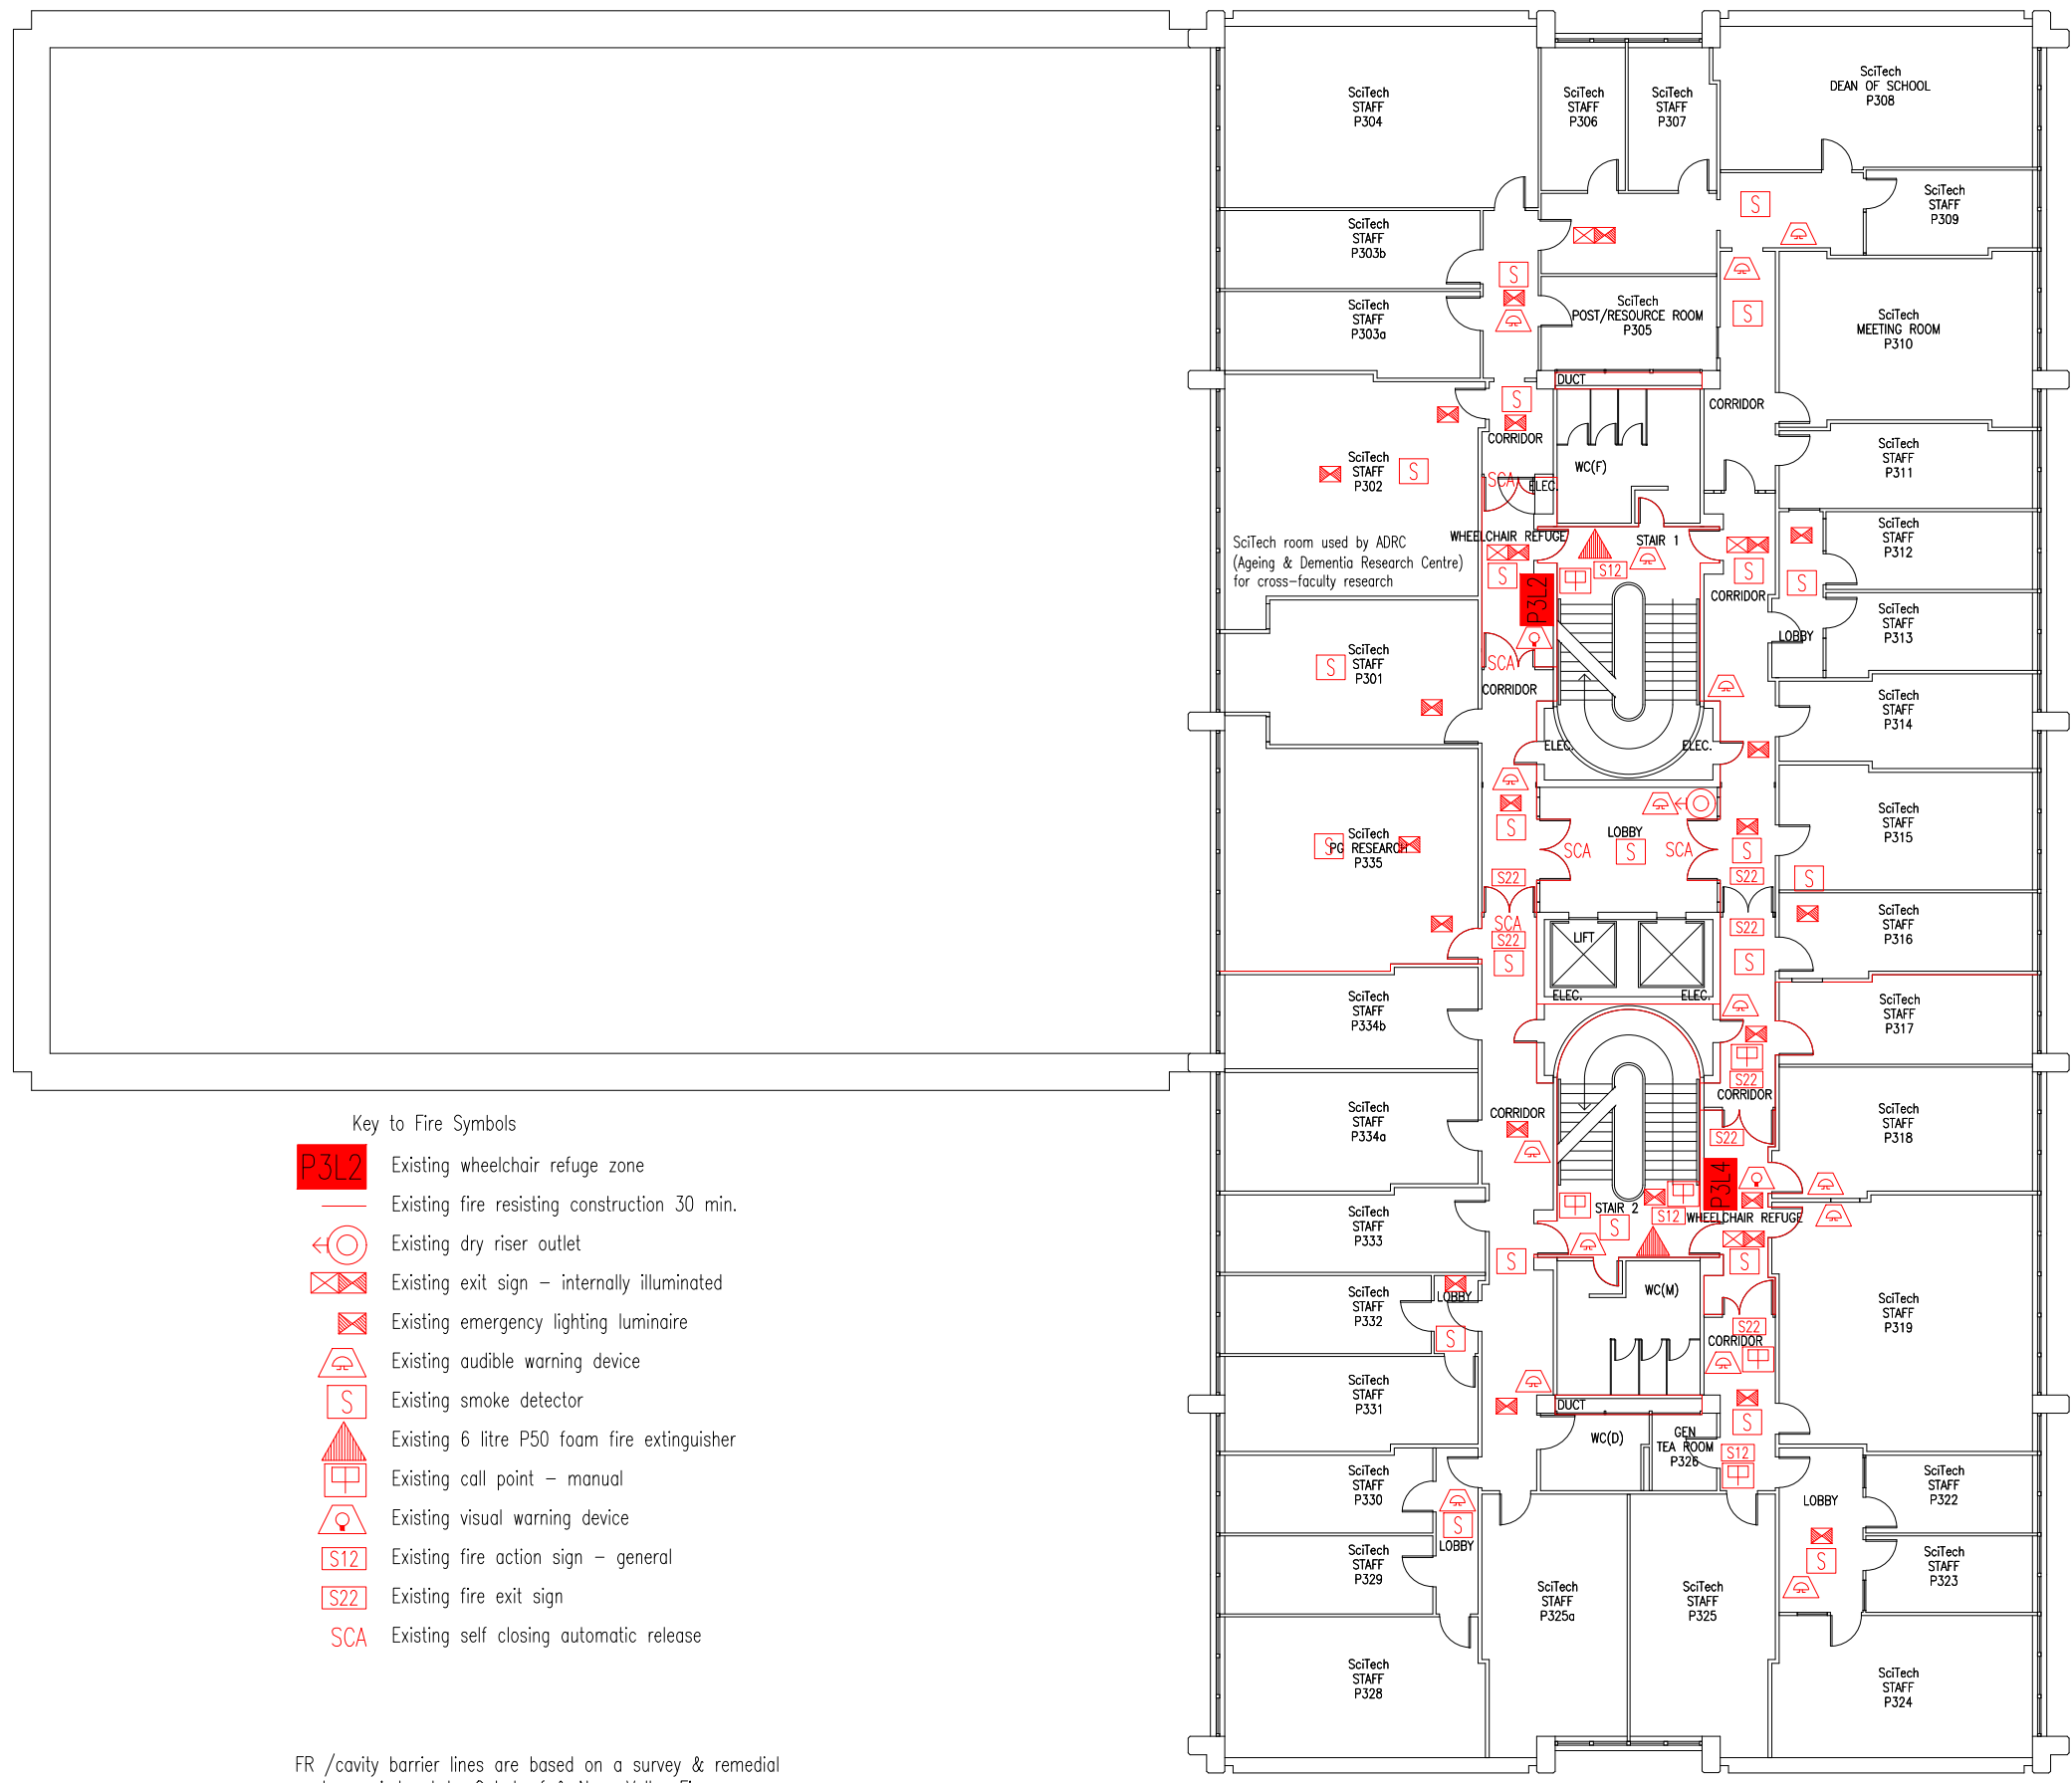 SciTech
STAFF
P304
SciTech
STAFF
P306
SciTech
STAFF
P307
SciTech
DEAN OF SCHOOL
P308
SciTech
STAFF
P309
SciTech
STAFF
P303b
SciTech
STAFF
P303a
SciTech
POST/RESOURCE ROOM
P305
SciTech
MEETING ROOM
P310
S
S
S
DUCT
S
CORRIDOR
CORRIDOR
SciTech
STAFF
P302
S
WC(F)
SciTech
STAFF
P311
SCA
ELEC.
SciTech room used by ADRC
(Ageing & Dementia Research Centre)
for cross-faculty research
WHEELCHAIR REFUGE
STAIR 1
S12
S
P3L2
S
CORRIDOR
S
SciTech
STAFF
P312
SciTech
STAFF
P313
LOBBY
SciTech
STAFF
P301
S
SCA
CORRIDOR
SciTech
STAFF
P314
ELEC.
ELEC.
SciTech
PG RESEARCH
P335
S
S
LOBBY
SCA
S
SCA
S
SciTech
STAFF
P315
S22
S22
S
SCA
S22
S
S22
S
LIFT
SciTech
STAFF
P316
ELEC.
ELEC.
SciTech
STAFF
P334b
SciTech
STAFF
P317
S22
CORRIDOR
SciTech
STAFF
P334a
CORRIDOR
S22
SciTech
STAFF
P318
P3L4
STAIR 2
S12
S
WHEELCHAIR REFUGE
SciTech
STAFF
P333
S
S
SciTech
STAFF
P332
LOBBY
S
WC(M)
S22
CORRIDOR
SciTech
STAFF
P319
SciTech
STAFF
P331
DUCT
S
WC(D)
GEN
TEA ROOM
P326
S12
SciTech
STAFF
P330
S
LOBBY
SciTech
STAFF
P329
LOBBY
S
SciTech
STAFF
P322
SciTech
STAFF
P323
SciTech
STAFF
P325a
SciTech
STAFF
P325
SciTech
STAFF
P328
SciTech
STAFF
P324
Key to Fire Symbols
P3L2 Existing wheelchair refuge zone
Existing fire resisting construction 30 min.
Existing dry riser outlet
Existing exit sign – internally illuminated
Existing emergency lighting luminaire
Existing audible warning device
S Existing smoke detector
Existing 6 litre P50 foam fire extinguisher
Existing call point – manual
Existing visual warning device
S12 Existing fire action sign – general
S22 Existing fire exit sign
SCA Existing self closing automatic release
FR /cavity barrier lines are based on a survey & remedial